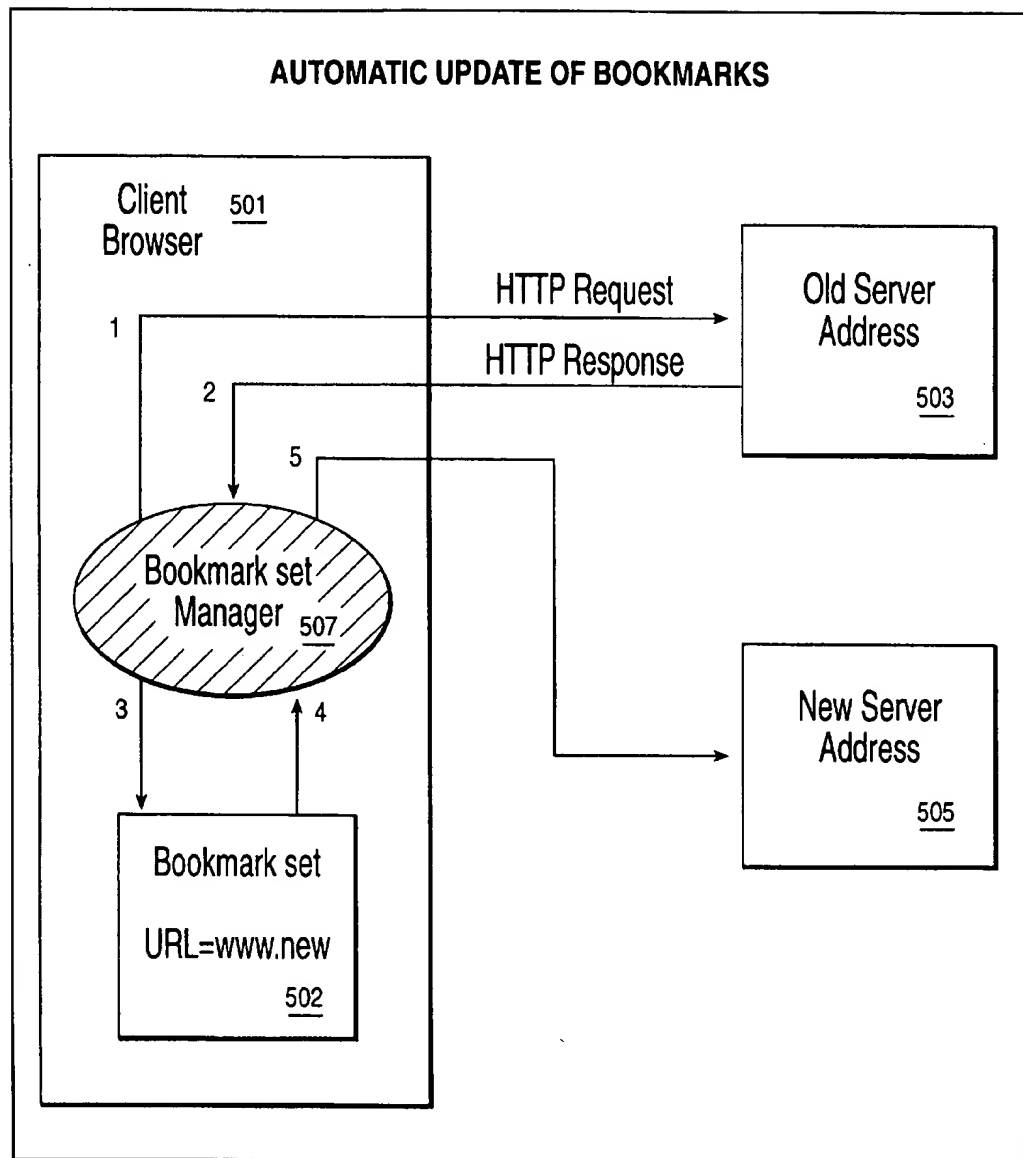 AUTOMATIC UPDATE OF BOOKMARKS
Client
Browser
501
HTTP Request
1
HTTP Response
2
5
Old Server
Address
503
Bookmark set
Manager
507
3
4
New Server
Address
505
Bookmark set
URL=www.new
502